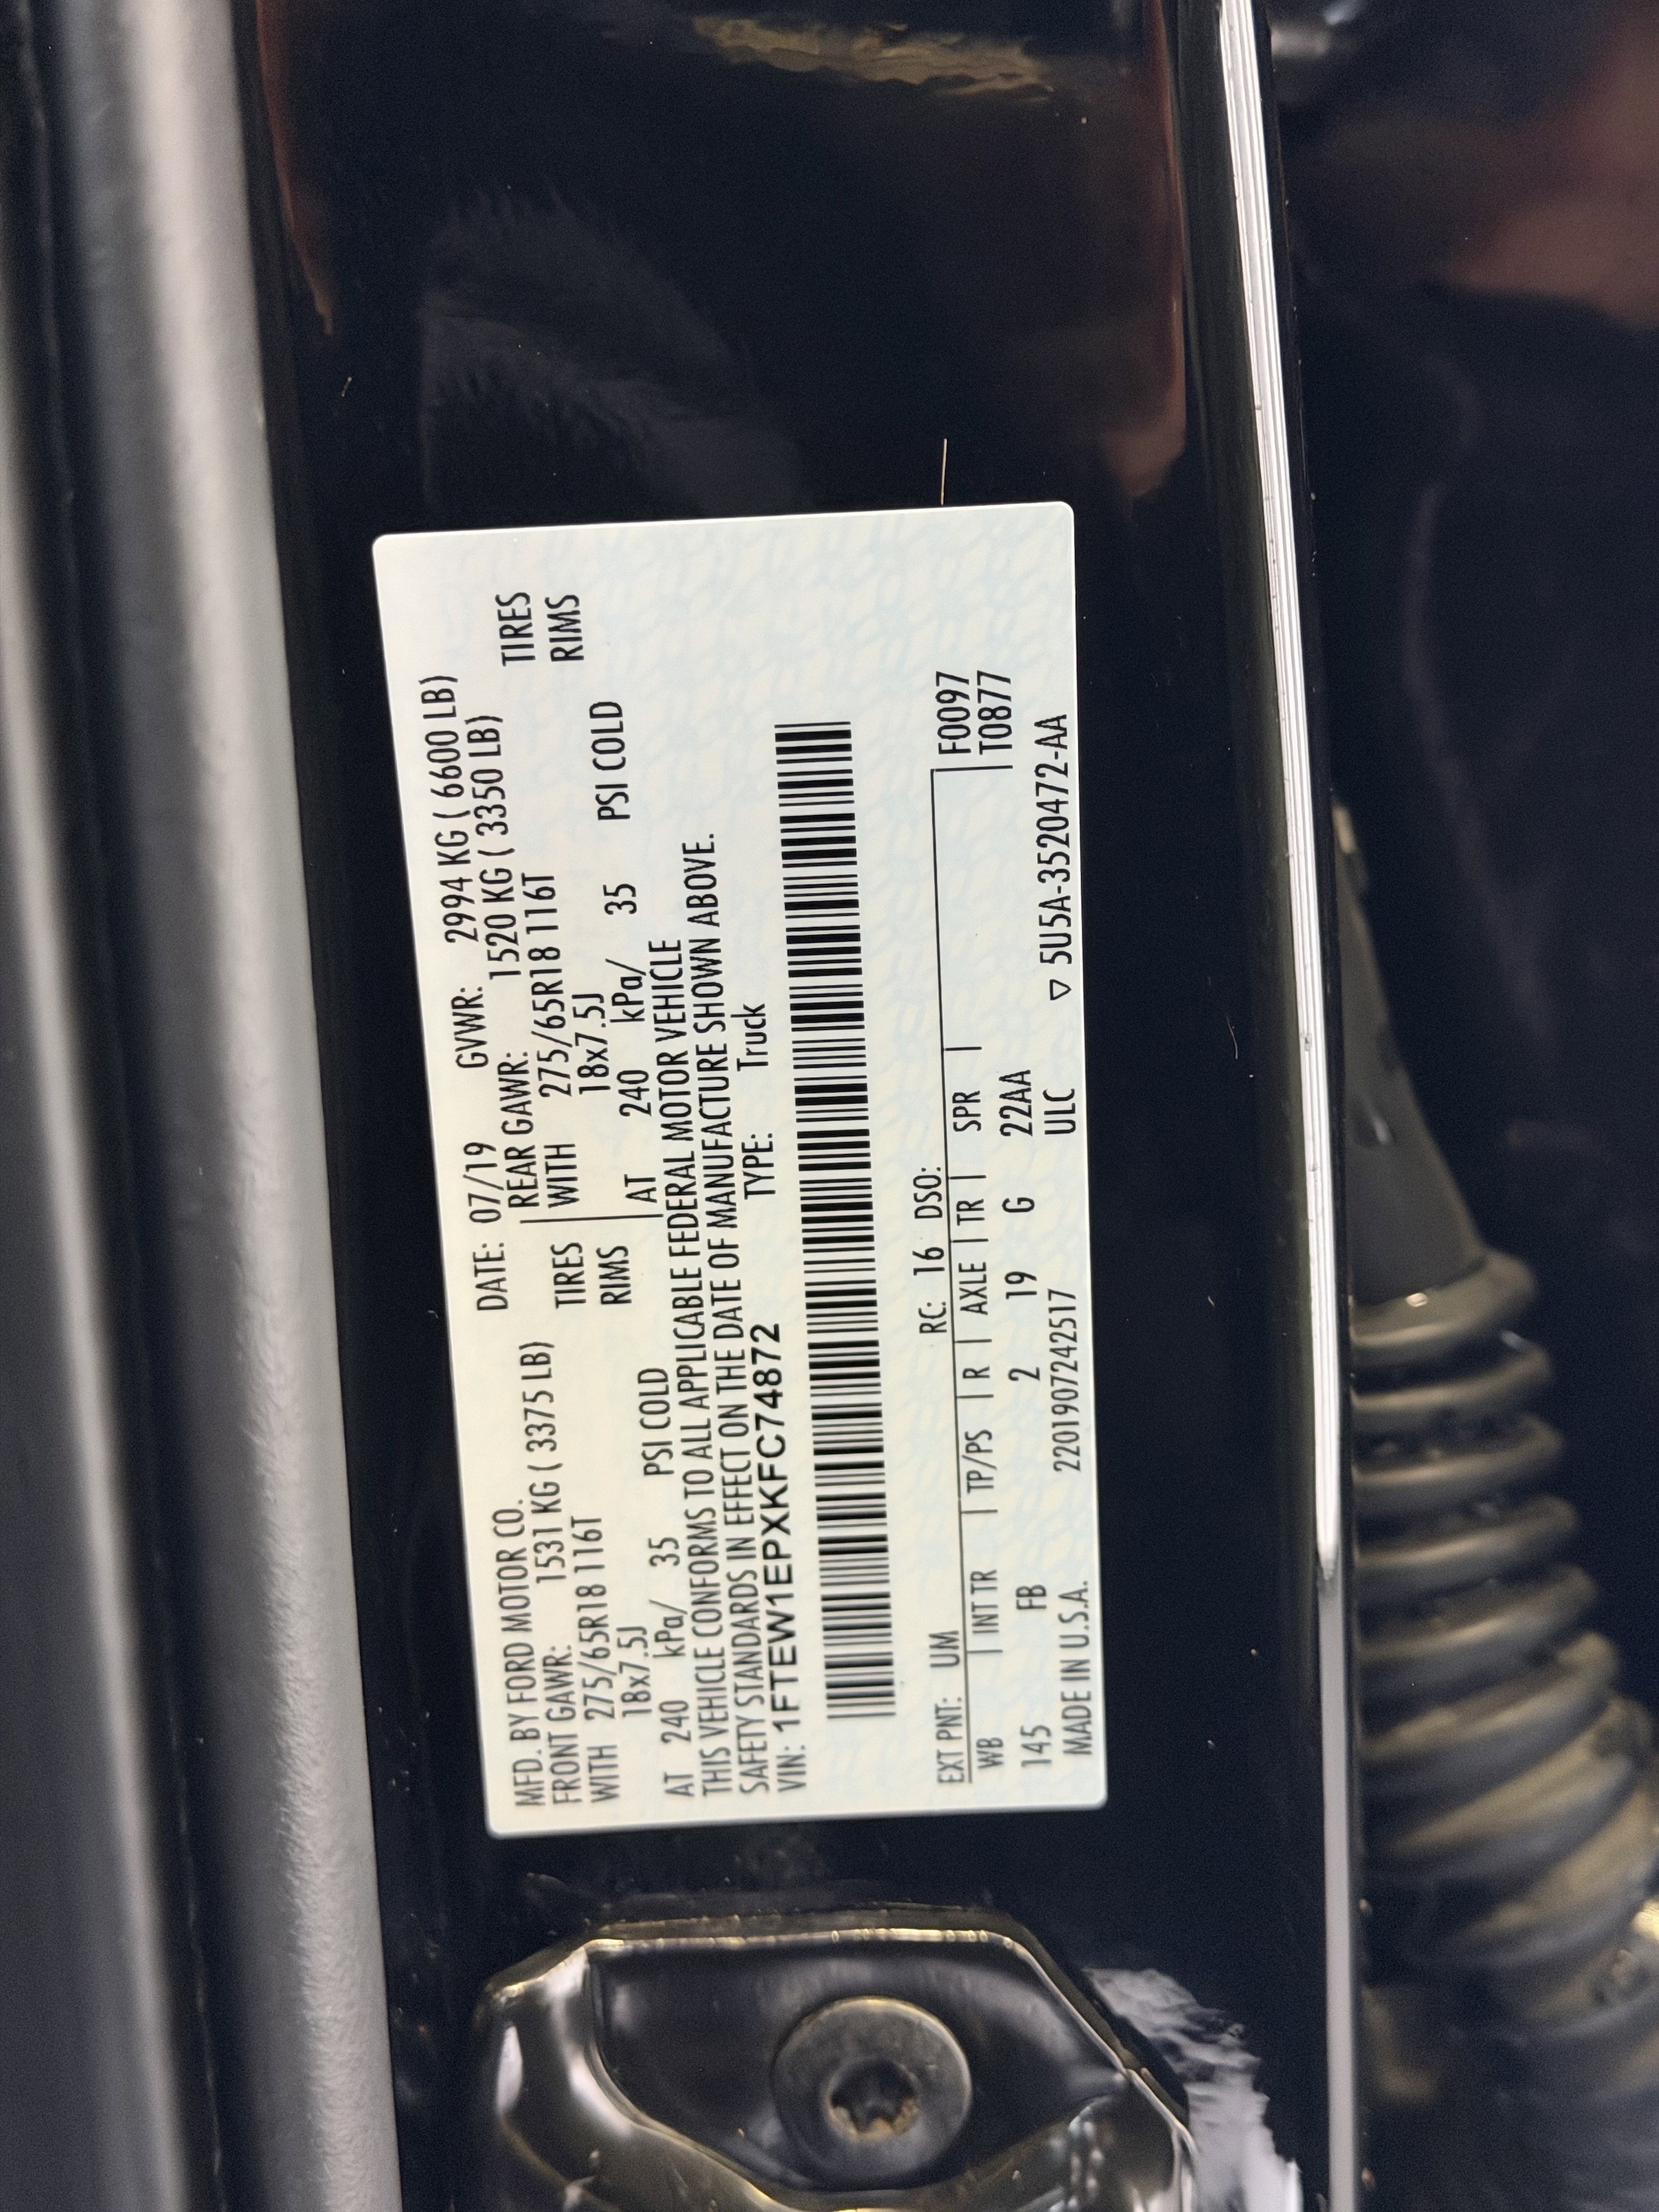 MFD. BY FORD MOTOR CO. DATE: 07/19 GVWR: 2994 KG ( 6600 LB)
FRONT GAWR: 1531 KG ( 3375 LB) REAR GAWR: 1520 KG ( 3350 LB)
WITH 275/65R18 116T TIRES WITH 275/65R18 116T TIRES
18x7.5J RIMS 18x7.5J RIMS
AT 240 kPa/ 35 PSI COLD AT 240 kPa/ 35 PSI COLD
THIS VEHICLE CONFORMS TO ALL APPLICABLE FEDERAL MOTOR VEHICLE
SAFETY STANDARDS IN EFFECT ON THE DATE OF MANUFACTURE SHOWN ABOVE.
VIN: 1FTEW1EPXKFC74872 TYPE: Truck
EXT PNT: UM RC: 16 DSO: F0097
WB | INT TR | TP/PS | R | AXLE | TR | SPR | T0877
145 FB 2 19 G 22AA
MADE IN U.S.A. 2201907242517 ULC ▽ 5U5A-3520472-AA